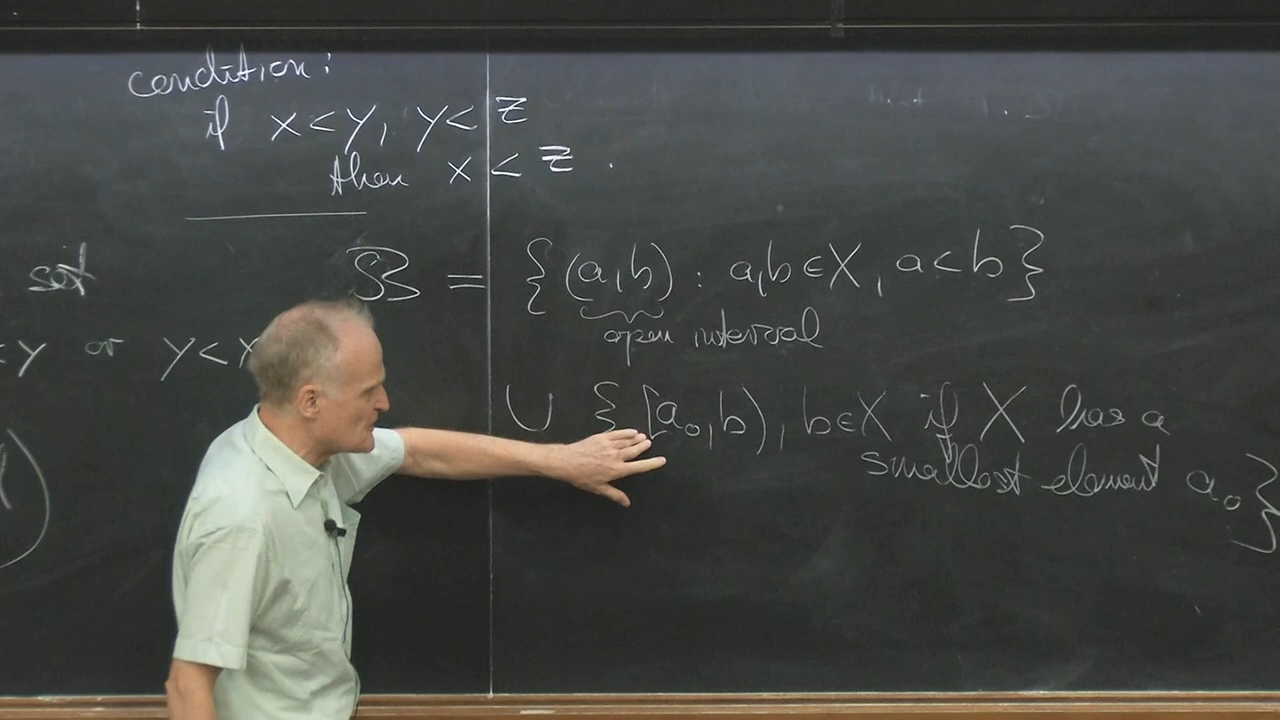 condition:
if x < y, y < z
then x < z .
set
𝓑 = { (a, b) : a, b ∈ X, a < b }
open interval
< y or y < x
∪ { [a₀, b), b ∈ X if X has a
smallest element a₀ }